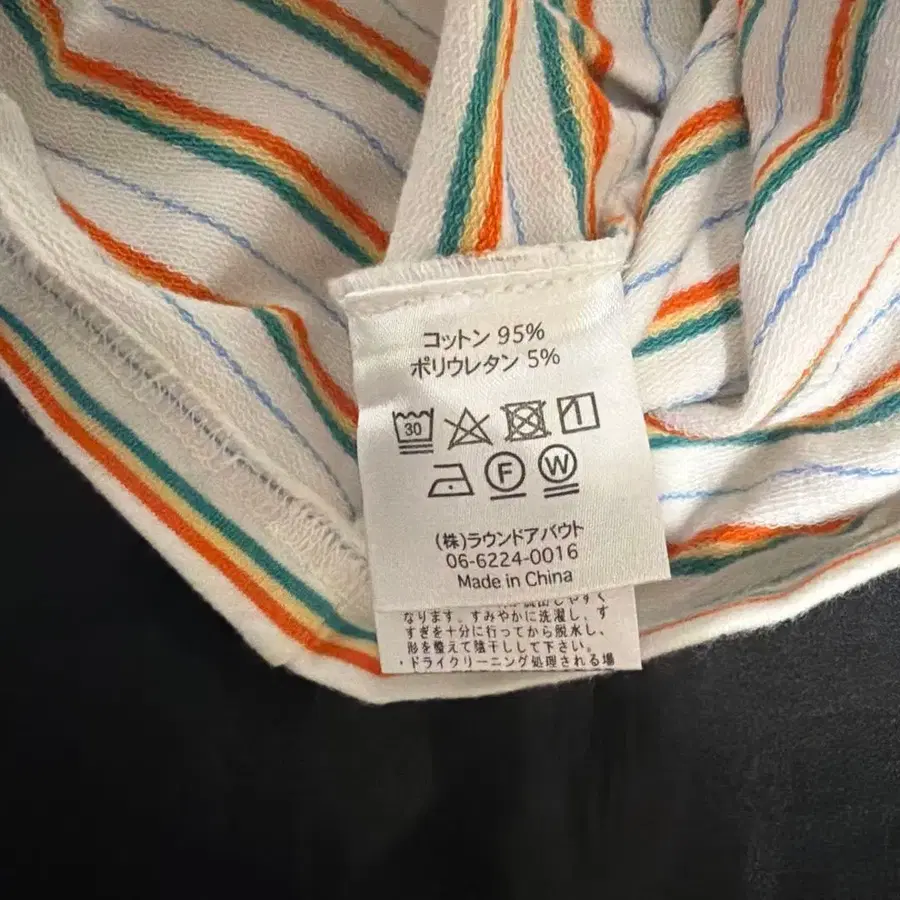 コットン 95%
ポリウレタン 5%
30
F W
(株)ラウンドアバウト
06-6224-0016
Made in China
なります。すみやかに洗濯し、す
すぎを十分に行ってから脱水し、
形を整えて陰干しして下さい。
・ドライクリーニング処理される場